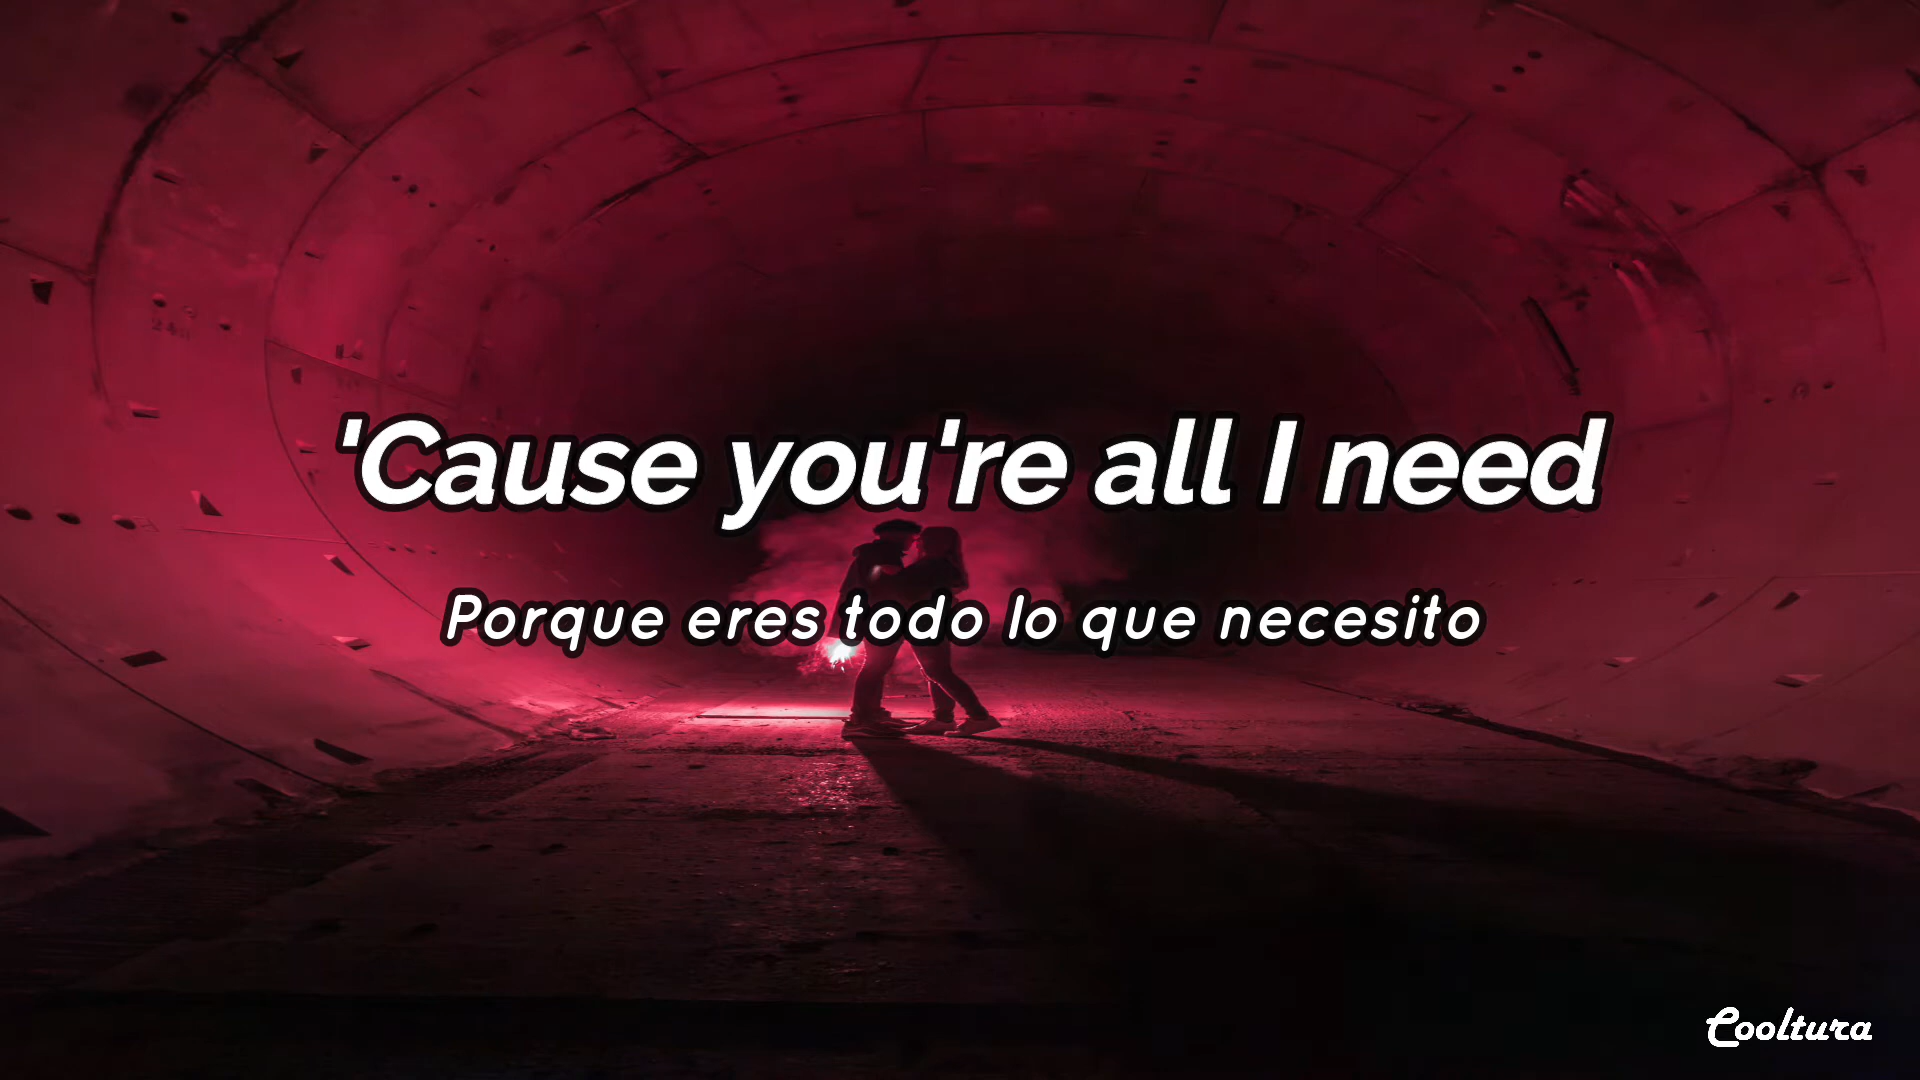 'Cause you're all I need
Porque eres todo lo que necesito
Cooltura